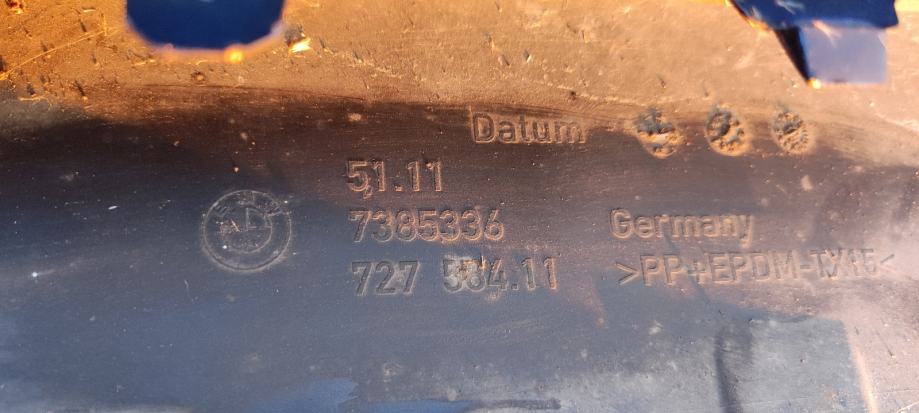 Datum
51.11
7385336
Germany
727 584.11
>PP+EPDM-TX15<